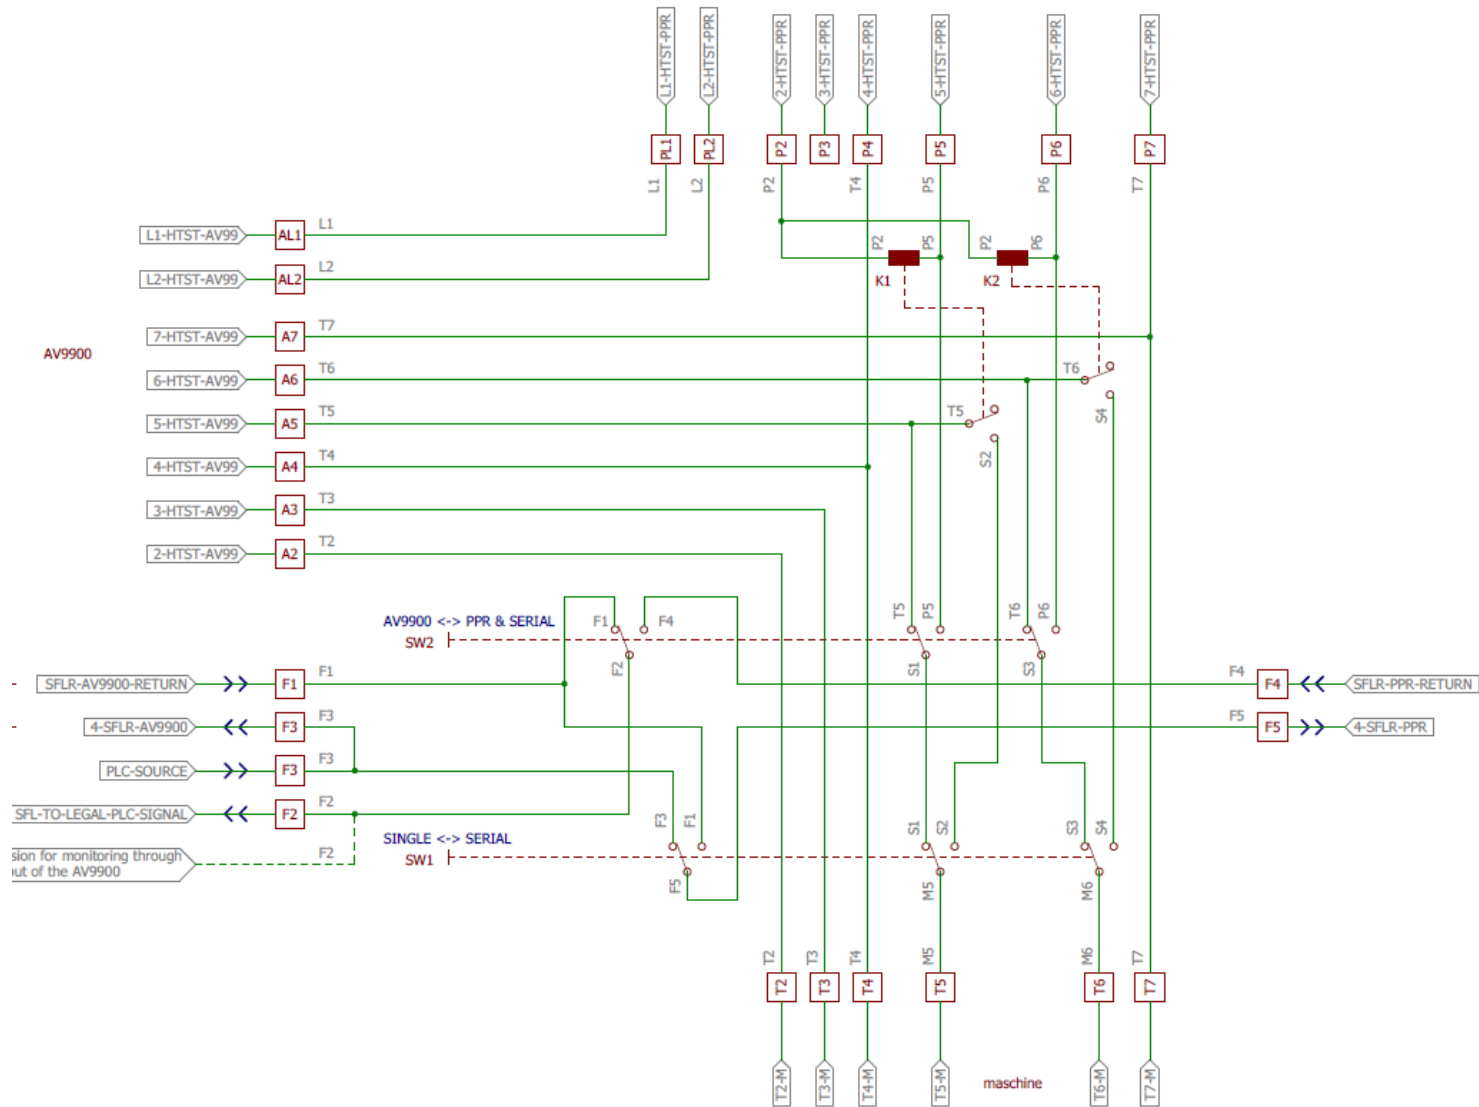 L1-HTST-PPR
L2-HTST-PPR
2-HTST-PPR
3-HTST-PPR
4-HTST-PPR
5-HTST-PPR
6-HTST-PPR
7-HTST-PPR
PL1
PL2
P2
P3
P4
P5
P6
P7
L1
L2
P2
T4
P5
P6
T7
L1-HTST-AV99
AL1
L1
P2
P5
P2
P6
L2-HTST-AV99
AL2
L2
K1
K2
7-HTST-AV99
A7
T7
AV9900
6-HTST-AV99
A6
T6
T6
5-HTST-AV99
A5
T5
T5
S4
4-HTST-AV99
A4
T4
S2
3-HTST-AV99
A3
T3
2-HTST-AV99
A2
T2
AV9900 <-> PPR & SERIAL
SW2
F1
F4
T5
P5
T6
P6
F2
S1
S3
SFLR-AV9900-RETURN
F1
F1
F4
F4
SFLR-PPR-RETURN
4-SFLR-AV9900
F3
F3
F5
F5
4-SFLR-PPR
PLC-SOURCE
F3
F3
SFL-TO-LEGAL-PLC-SIGNAL
F2
F2
SINGLE <-> SERIAL
SW1
F3
F1
S1
S2
S3
S4
sion for monitoring through
ut of the AV9900
F2
F5
M5
M6
T2
T3
T4
M5
M6
T7
T2
T3
T4
T5
T6
T7
T2-M
T3-M
T4-M
T5-M
maschine
T6-M
T7-M